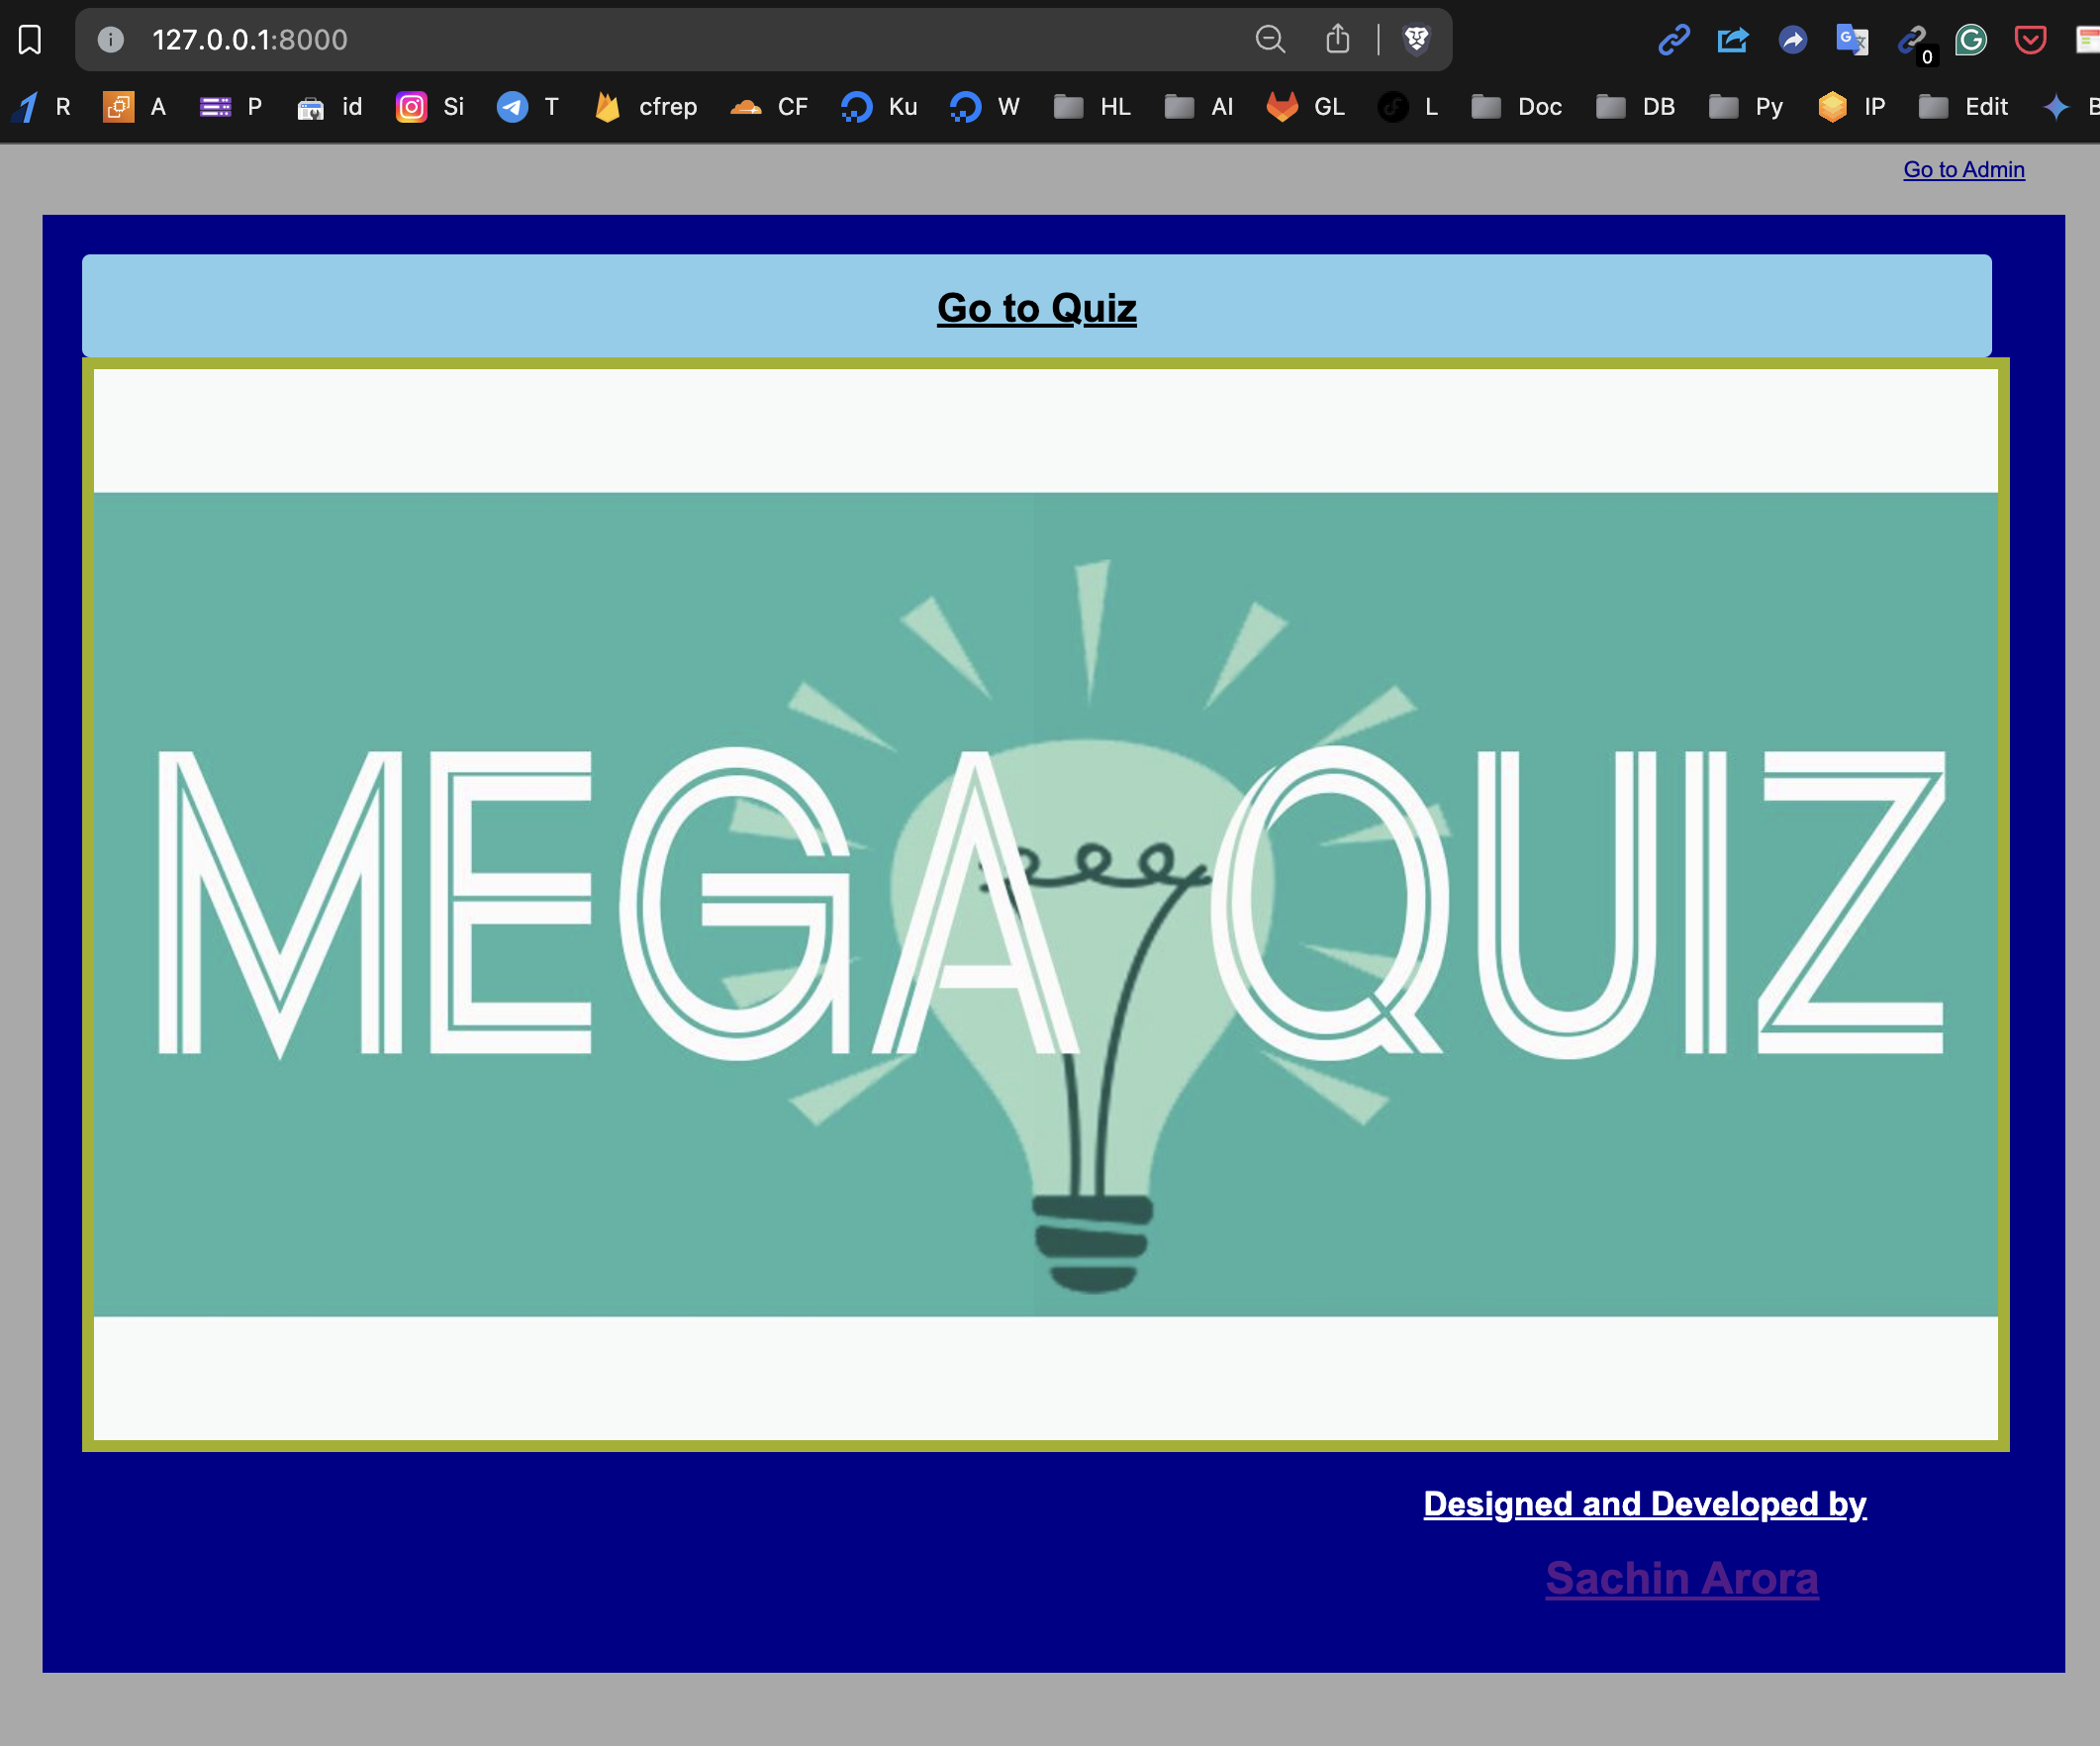 127.0.0.1:8000
0
R A P id Si T cfrep CF Ku W HL AI GL L Doc DB Py IP Edit
Go to Admin
Go to Quiz
MEGA QUIZ
Designed and Developed by
Sachin Arora